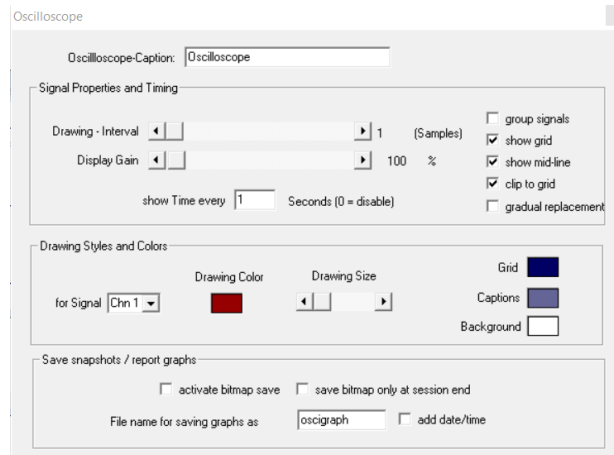 Oscilloscope
Oscillloscope-Caption: Oscilloscope
Signal Properties and Timing
group signals
Drawing - Interval 1 (Samples)
show grid
Display Gain 100 %
show mid-line
clip to grid
show Time every 1 Seconds (0 = disable)
gradual replacement
Drawing Styles and Colors
Grid
Drawing Color Drawing Size
for Signal Chn 1 Captions
Background
Save snapshots / report graphs
activate bitmap save save bitmap only at session end
File name for saving graphs as oscigraph add date/time